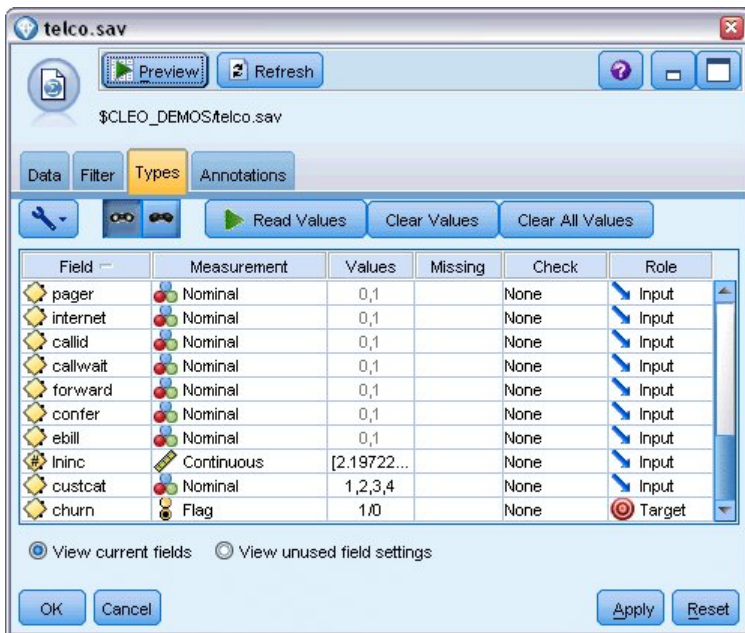 telco.sav
Preview Refresh
$CLEO_DEMOS/telco.sav
Data Filter Types Annotations
Read Values Clear Values Clear All Values
Field Measurement Values Missing Check Role
pager Nominal 0,1 None Input
internet Nominal 0,1 None Input
callid Nominal 0,1 None Input
callwait Nominal 0,1 None Input
forward Nominal 0,1 None Input
confer Nominal 0,1 None Input
ebill Nominal 0,1 None Input
lninc Continuous [2.19722... None Input
custcat Nominal 1,2,3,4 None Input
churn Flag 1/0 None Target
View current fields View unused field settings
OK Cancel Apply Reset